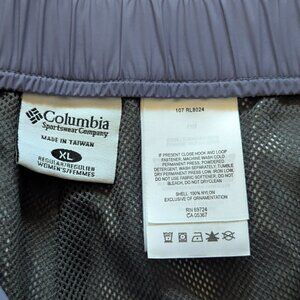 Columbia
Sportswear Company
MADE IN TAIWAN
XL
REGULAR/REGULIER
WOMEN'S/FEMMES
107 RL8024
IF PRESENT CLOSE HOOK AND LOOP
FASTENER, MACHINE WASH COLD
PERMANENT PRESS, POWDERED
DETERGENT, WASH SEPARATELY, TUMBLE
DRY PERMANENT PRESS LOW, IRON LOW,
DO NOT USE FABRIC SOFTENER, DO NOT
BLEACH, DO NOT DRYCLEAN
SHELL: 100% NYLON
EXCLUSIVE OF ORNAMENTATION
RN 69724
CA 05367